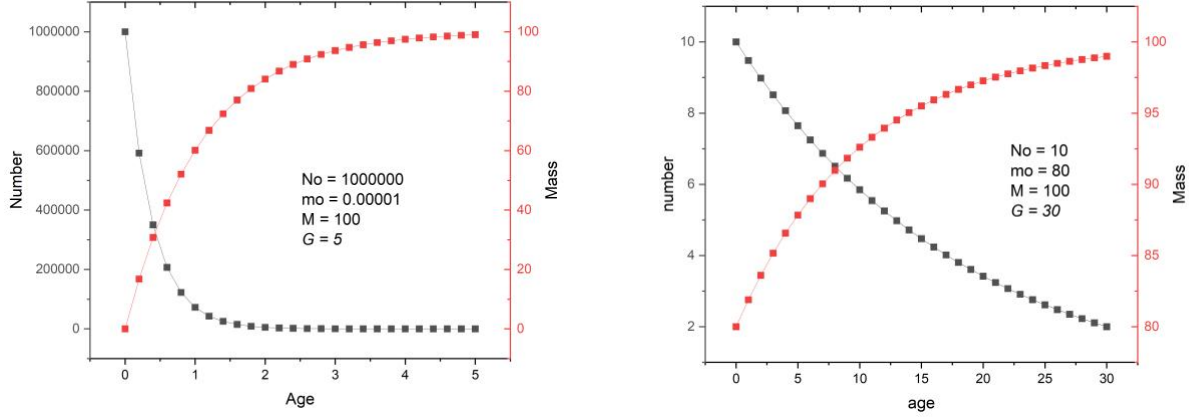 1000000
800000
600000
400000
200000
0
Number
0
1
2
3
4
5
Age
100
80
60
40
20
0
Mass
No = 1000000
mo = 0.00001
M = 100
G = 5
10
8
6
4
2
number
0
5
10
15
20
25
30
age
100
95
90
85
80
Mass
No = 10
mo = 80
M = 100
G = 30